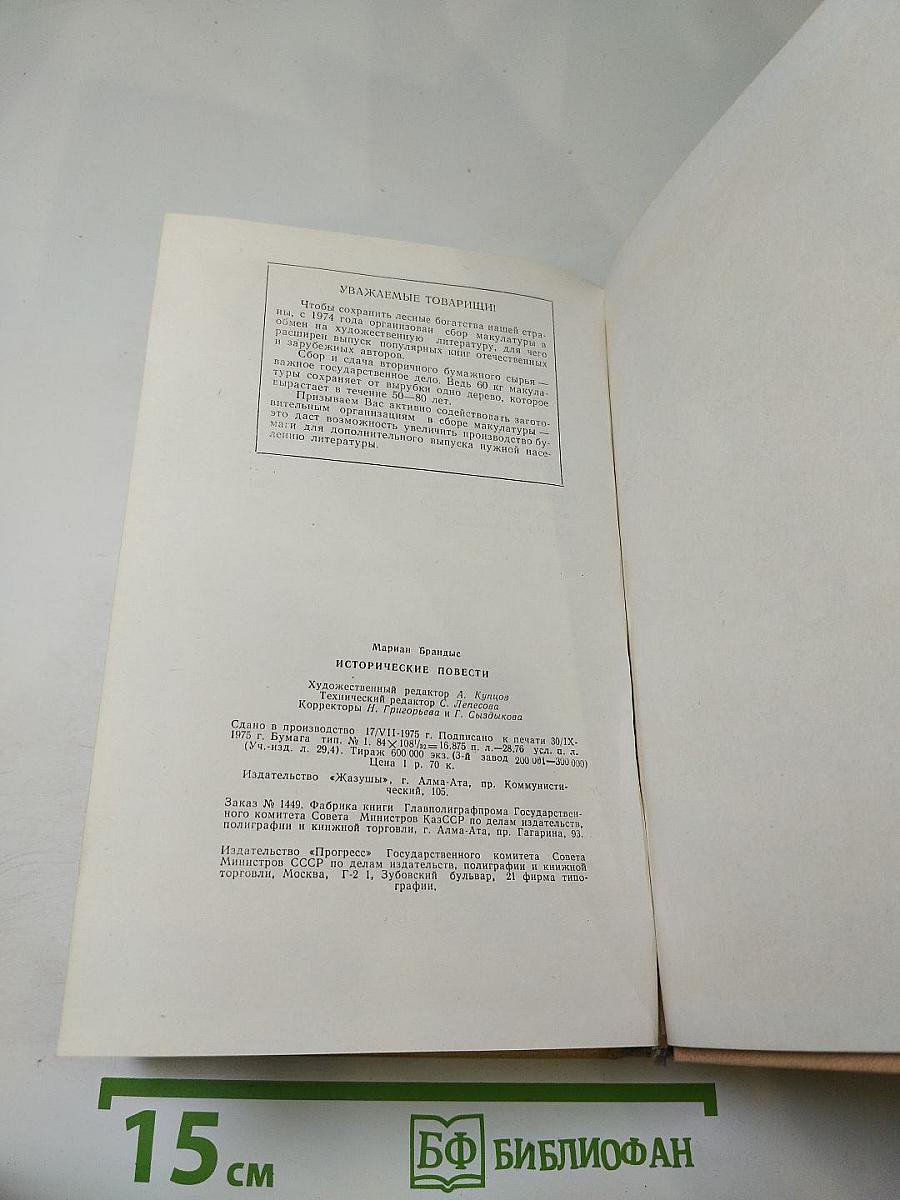 УВАЖАЕМЫЕ ТОВАРИЩИ!
Чтобы сохранить лесные богатства нашей стра-
ны, с 1974 года организован сбор макулатуры в
обмен на художественную литературу, для чего
расширен выпуск популярных книг отечественных
и зарубежных авторов.
Сбор и сдача вторичного бумажного сырья —
важное государственное дело. Ведь 60 кг макула-
туры сохраняет от вырубки одно дерево, которое
вырастает в течение 50—80 лет.
Призываем Вас активно содействовать загото-
вительным организациям в сборе макулатуры —
это даст возможность увеличить производство бу-
маги для дополнительного выпуска нужной насе-
лению литературы.
Мариан Брандыс
ИСТОРИЧЕСКИЕ ПОВЕСТИ
Художественный редактор А. Купцов
Технический редактор С. Лепесова
Корректоры Н. Григорьева и Г. Сыздыкова
Сдано в производство 17/VII-1975 г. Подписано к печати 30/IX-
1975 г. Бумага тип. № 1. 84×108¹/₃₂=16,875 п. л.—28,76 усл. п. л.
(Уч.-изд. л. 29,4). Тираж 600 000 экз. (3-й завод 200 001—300 000)
Цена 1 р. 70 к.
Издательство «Жазушы», г. Алма-Ата, пр. Коммунисти-
ческий, 105.
Заказ № 1449. Фабрика книги Главполиграфпрома Государствен-
ного комитета Совета Министров КазССР по делам издательств,
полиграфии и книжной торговли, г. Алма-Ата, пр. Гагарина, 93.
Издательство «Прогресс» Государственного комитета Совета
Министров СССР по делам издательств, полиграфии и книжной
торговли, Москва, Г-2 1, Зубовский бульвар, 21 фирма типо-
графии.
15 см
БФ БИБЛИОФАН